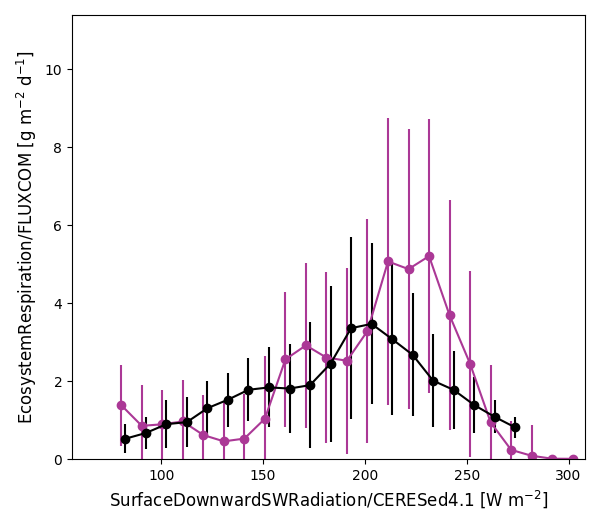 EcosystemRespiration/FLUXCOM [g m⁻² d⁻¹]
10
8
6
4
2
0
100 150 200 250 300
SurfaceDownwardSWRadiation/CERESed4.1 [W m⁻²]